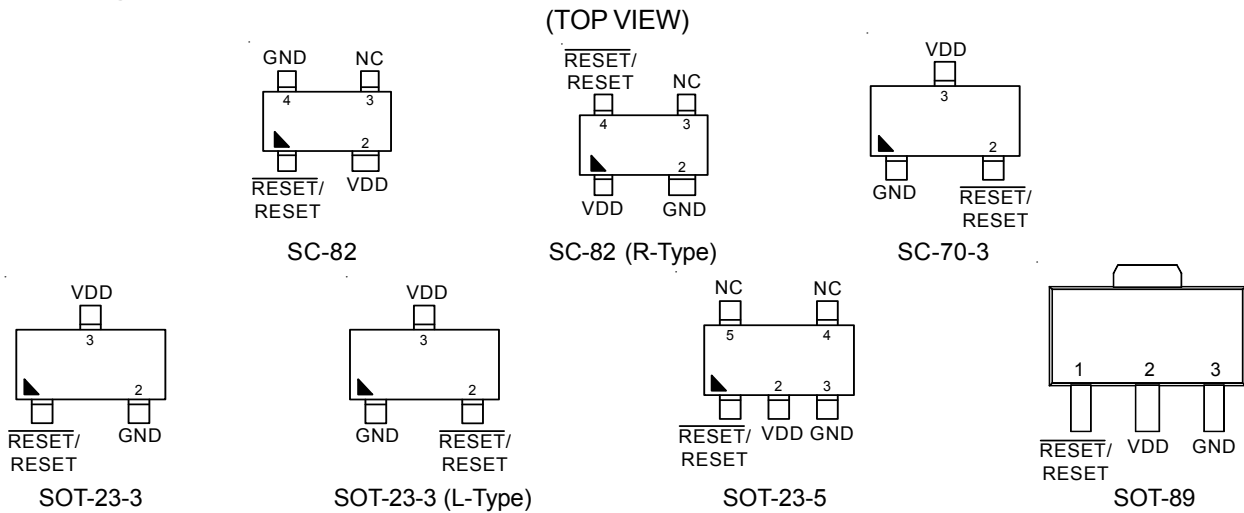 (TOP VIEW)
GND NC
4 3
2
RESET/ VDD
RESET
SC-82
RESET/
RESET NC
4 3
2
VDD GND
SC-82 (R-Type)
VDD
3
2
GND RESET/
RESET
SC-70-3
VDD
3
2
RESET/ GND
RESET
SOT-23-3
VDD
3
2
GND RESET/
RESET
SOT-23-3 (L-Type)
NC NC
5 4
2 3
RESET/ VDD GND
RESET
SOT-23-5
1 2 3
RESET/ VDD GND
RESET
SOT-89